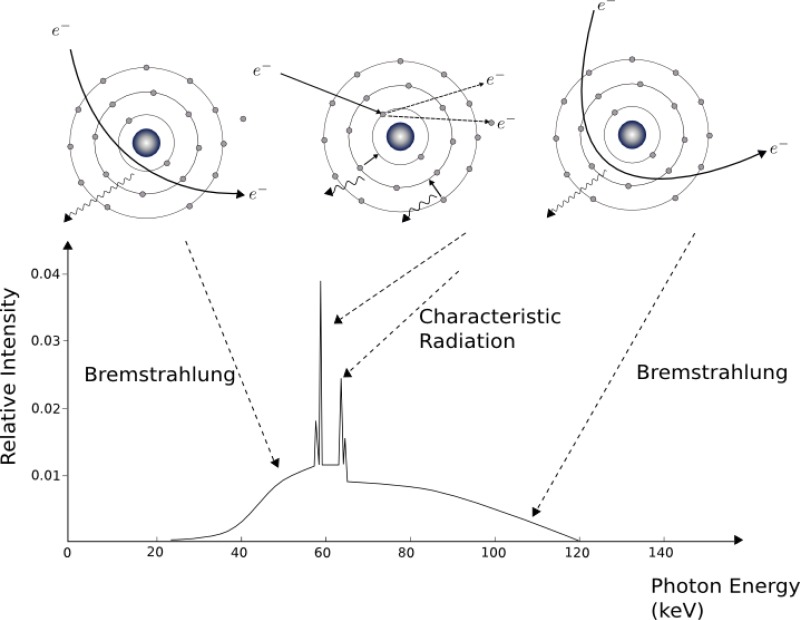 e⁻
e⁻
e⁻
e⁻
e⁻
e⁻
e⁻
Relative Intensity
0.04
0.03
0.02
0.01
Bremstrahlung
Characteristic
Radiation
Bremstrahlung
0
20
40
60
80
100
120
140
Photon Energy
(keV)